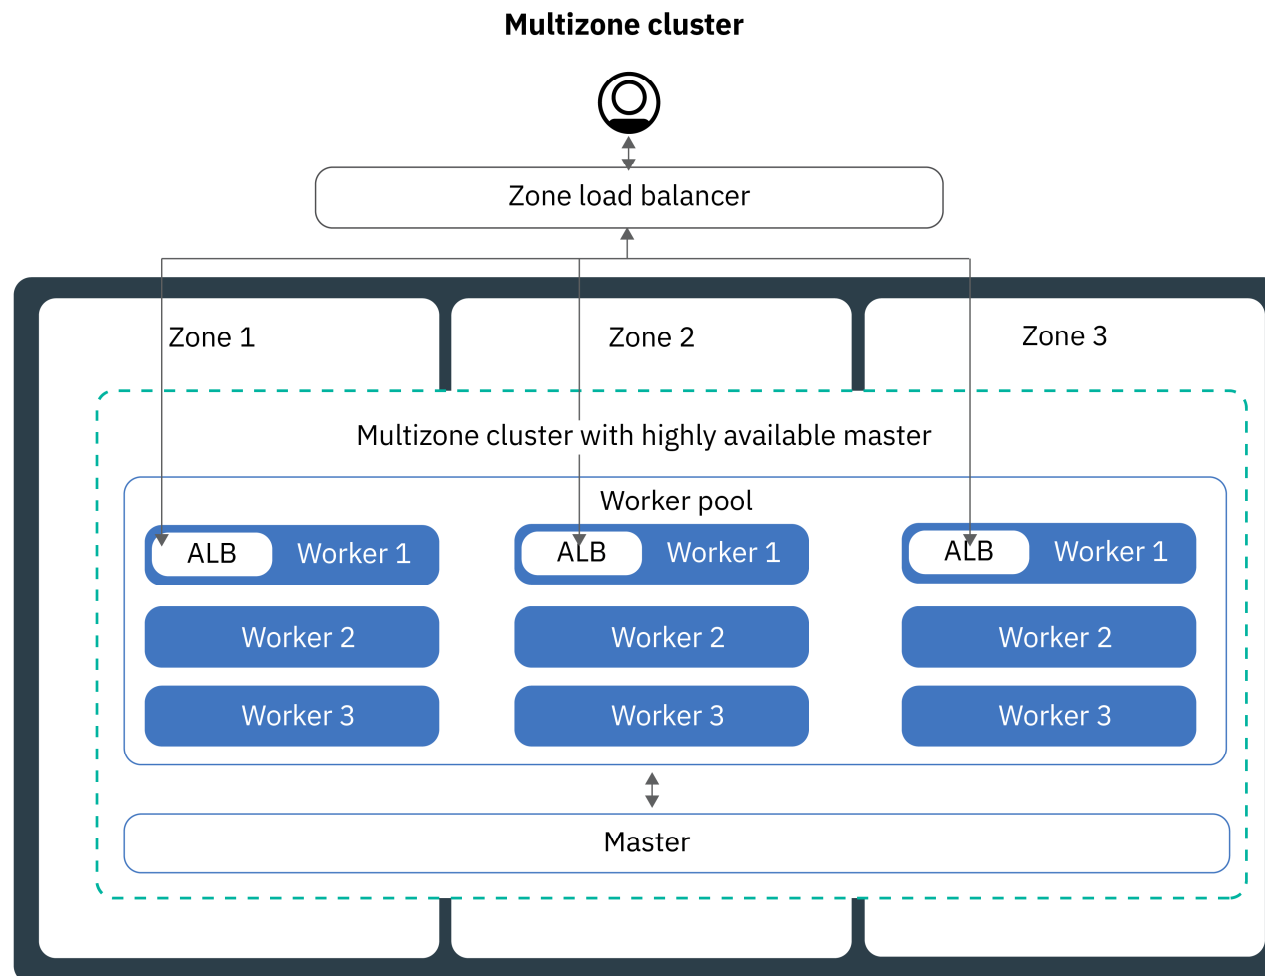 Multizone cluster
Zone load balancer
Zone 1
Zone 2
Zone 3
Multizone cluster with highly available master
Worker pool
ALB
Worker 1
ALB
Worker 1
ALB
Worker 1
Worker 2
Worker 2
Worker 2
Worker 3
Worker 3
Worker 3
Master